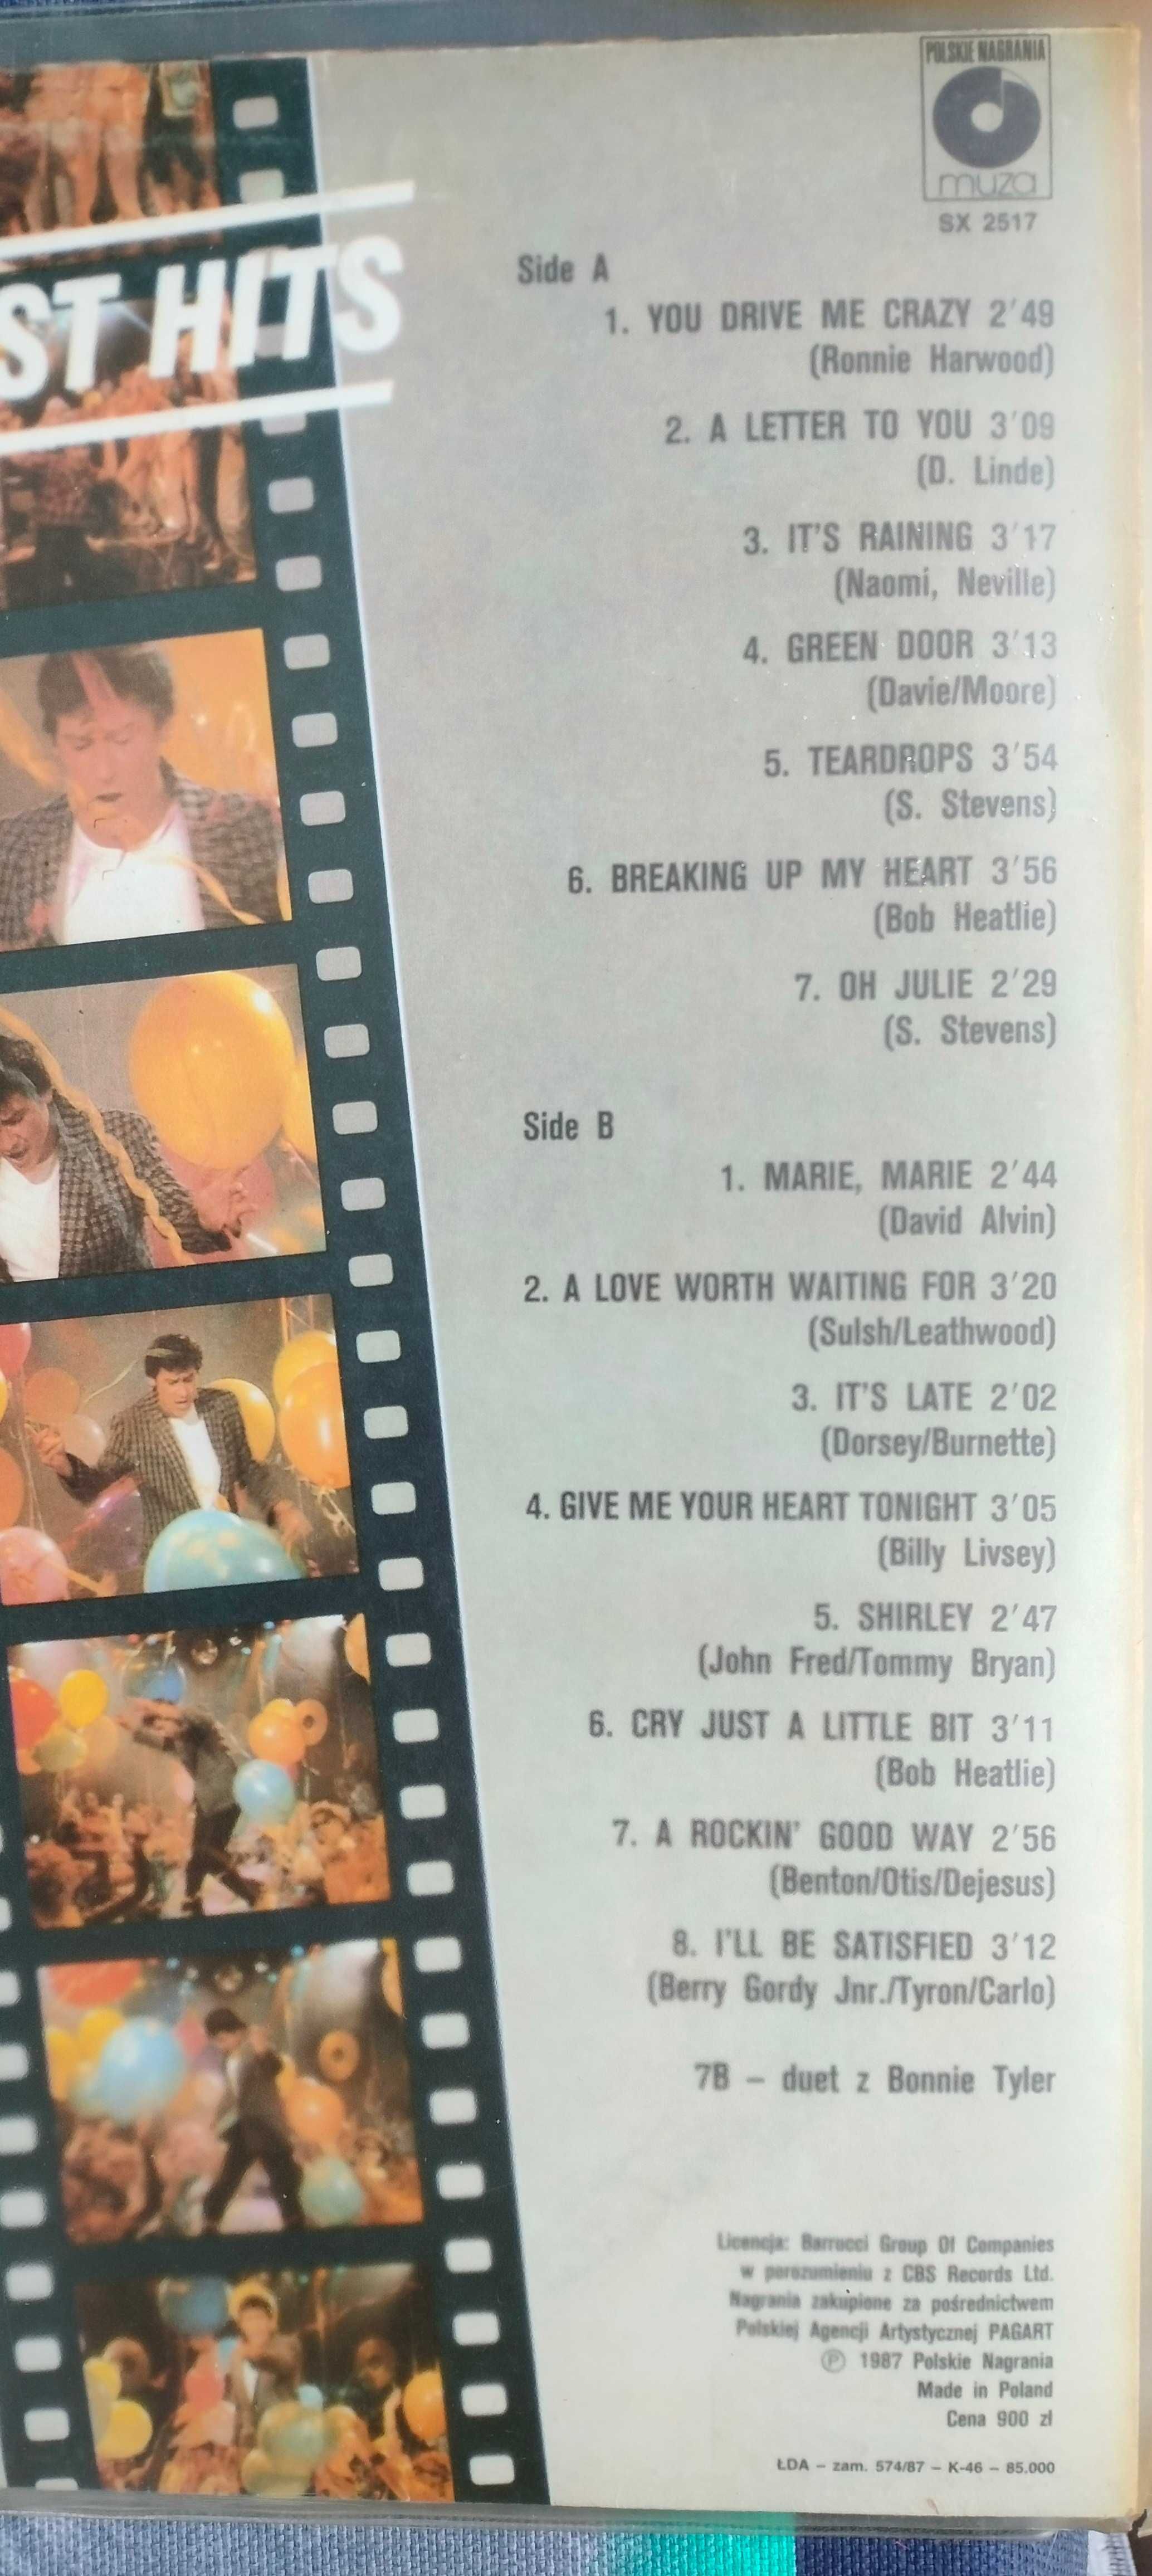 POLSKIE NAGRANIA
muza
SX 2517
ST HITS
Side A
1. YOU DRIVE ME CRAZY 2'49
(Ronnie Harwood)
2. A LETTER TO YOU 3'09
(D. Linde)
3. IT'S RAINING 3'17
(Naomi, Neville)
4. GREEN DOOR 3'13
(Davie/Moore)
5. TEARDROPS 3'54
(S. Stevens)
6. BREAKING UP MY HEART 3'56
(Bob Heatlie)
7. OH JULIE 2'29
(S. Stevens)
Side B
1. MARIE, MARIE 2'44
(David Alvin)
2. A LOVE WORTH WAITING FOR 3'20
(Sulsh/Leathwood)
3. IT'S LATE 2'02
(Dorsey/Burnette)
4. GIVE ME YOUR HEART TONIGHT 3'05
(Billy Livsey)
5. SHIRLEY 2'47
(John Fred/Tommy Bryan)
6. CRY JUST A LITTLE BIT 3'11
(Bob Heatlie)
7. A ROCKIN' GOOD WAY 2'56
(Benton/Otis/Dejesus)
8. I'LL BE SATISFIED 3'12
(Berry Gordy Jnr./Tyron/Carlo)
7B – duet z Bonnie Tyler
Licencja: Barrucci Group Of Companies
w porozumieniu z CBS Records Ltd.
Nagrania zakupione za pośrednictwem
Polskiej Agencji Artystycznej PAGART
℗ 1987 Polskie Nagrania
Made in Poland
Cena 900 zł
ŁDA – zam. 574/87 – K-46 – 85.000